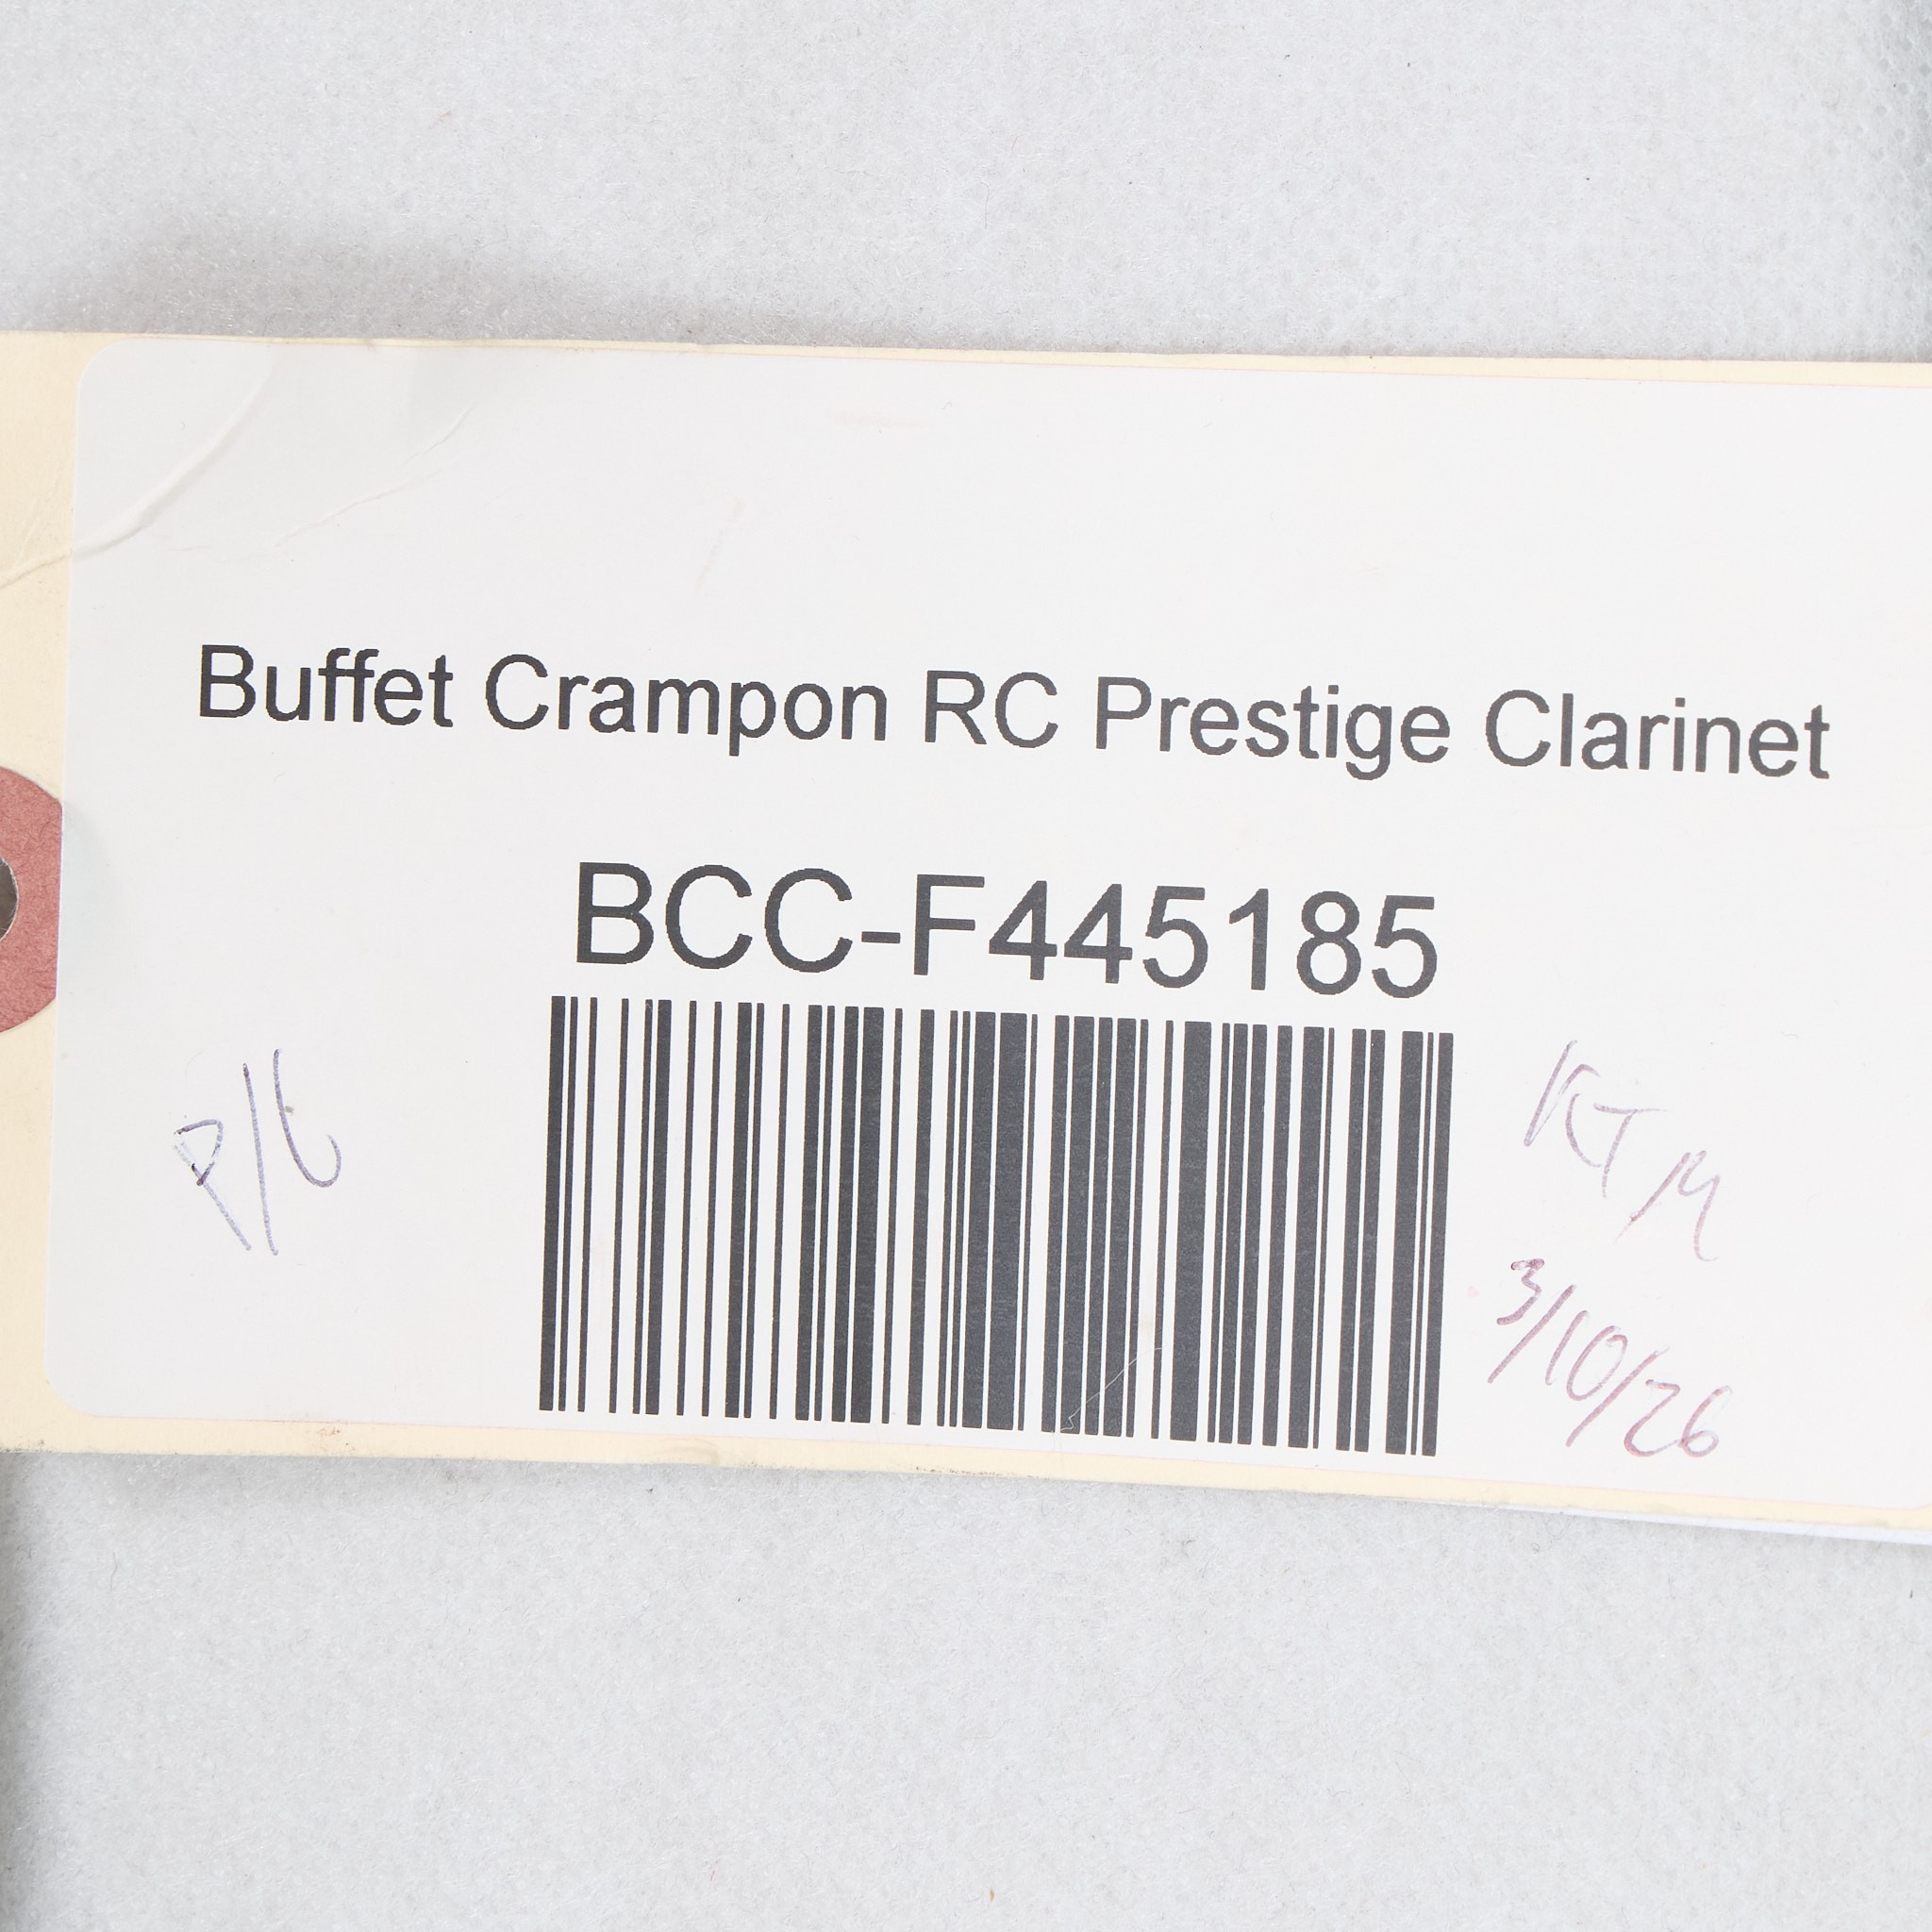 Buffet Crampon RC Prestige Clarinet
BCC-F445185
KTM
3/10/26